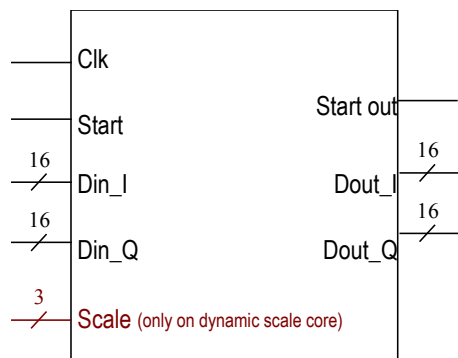 Clk
Start
Start out
16
Din_I
16
Dout_I
16
Din_Q
16
Dout_Q
3
Scale (only on dynamic scale core)